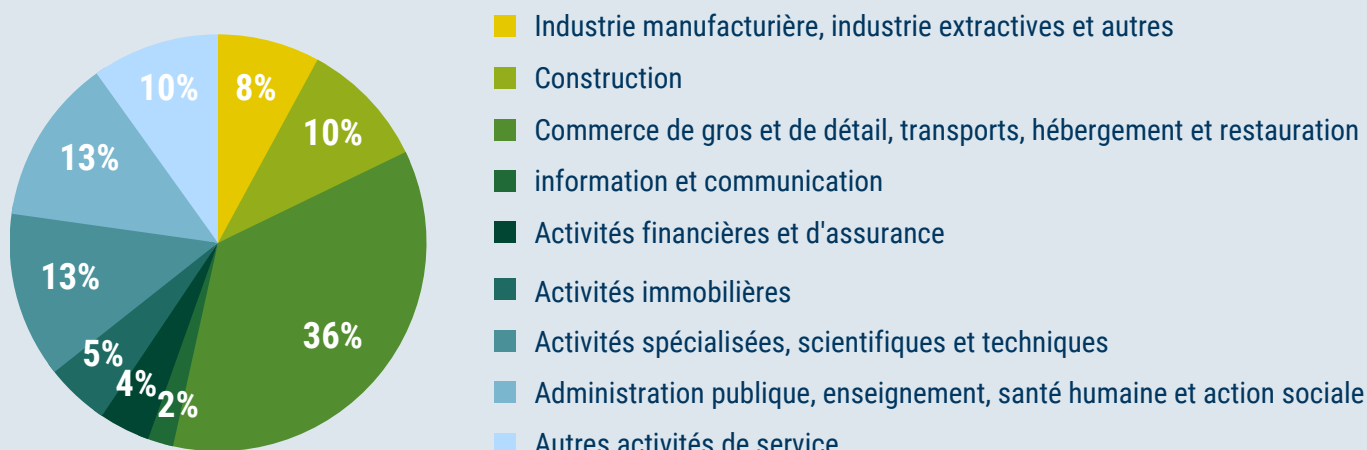 10%
8%
10%
13%
13%
36%
5%
4%
2%
Industrie manufacturière, industrie extractives et autres
Construction
Commerce de gros et de détail, transports, hébergement et restauration
information et communication
Activités financières et d'assurance
Activités immobilières
Activités spécialisées, scientifiques et techniques
Administration publique, enseignement, santé humaine et action sociale
Autres activités de service